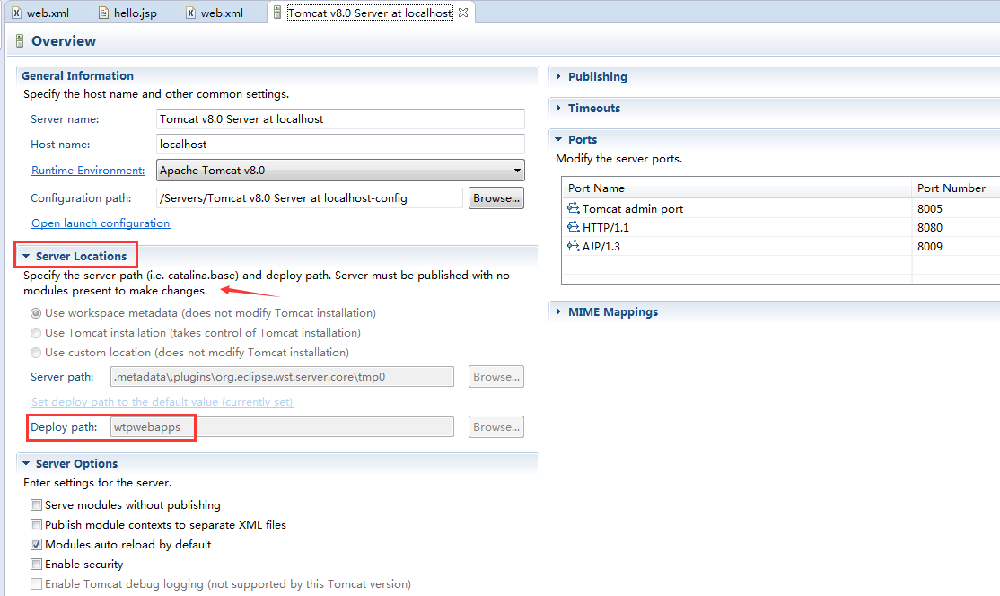 web.xml
hello.jsp
web.xml
Tomcat v8.0 Server at localhost
Overview
General Information
Specify the host name and other common settings.
Server name:
Tomcat v8.0 Server at localhost
Host name:
localhost
Runtime Environment:
Apache Tomcat v8.0
Configuration path:
/Servers/Tomcat v8.0 Server at localhost-config
Browse...
Open launch configuration
Server Locations
Specify the server path (i.e. catalina.base) and deploy path. Server must be published with no
modules present to make changes.
Use workspace metadata (does not modify Tomcat installation)
Use Tomcat installation (takes control of Tomcat installation)
Use custom location (does not modify Tomcat installation)
Server path:
.metadata\.plugins\org.eclipse.wst.server.core\tmp0
Browse...
Set deploy path to the default value (currently set)
Deploy path:
wtpwebapps
Browse...
Server Options
Enter settings for the server.
Serve modules without publishing
Publish module contexts to separate XML files
Modules auto reload by default
Enable security
Enable Tomcat debug logging (not supported by this Tomcat version)
Publishing
Timeouts
Ports
Modify the server ports.
Port Name
Port Number
Tomcat admin port
8005
HTTP/1.1
8080
AJP/1.3
8009
MIME Mappings